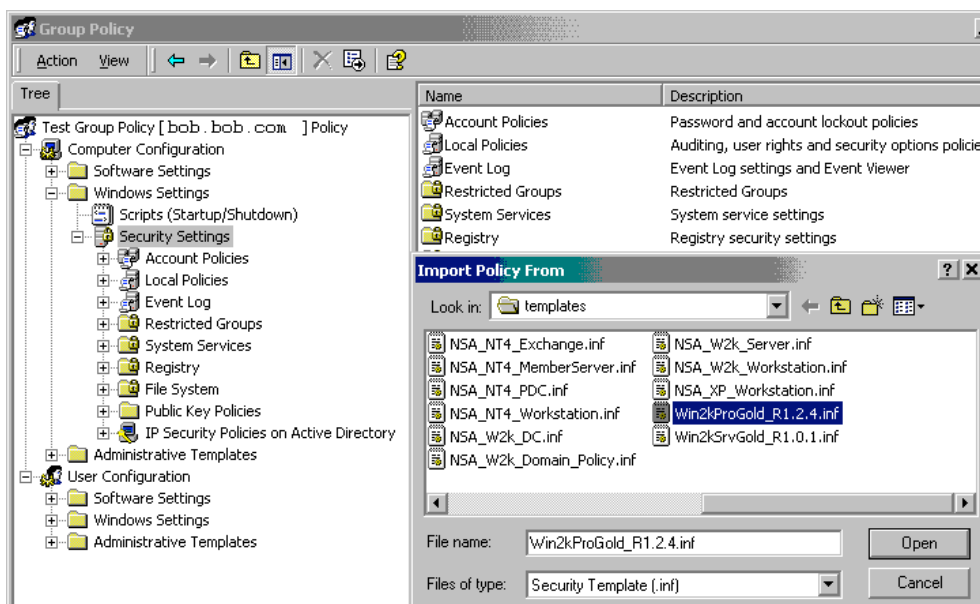 Group Policy
Action View
Tree
Test Group Policy [bob.bob.com ] Policy
Computer Configuration
Software Settings
Windows Settings
Scripts (Startup/Shutdown)
Security Settings
Account Policies
Local Policies
Event Log
Restricted Groups
System Services
Registry
File System
Public Key Policies
IP Security Policies on Active Directory
Administrative Templates
User Configuration
Software Settings
Windows Settings
Administrative Templates
Name Description
Account Policies Password and account lockout policies
Local Policies Auditing, user rights and security options policie
Event Log Event Log settings and Event Viewer
Restricted Groups Restricted Groups
System Services System service settings
Registry Registry security settings
Import Policy From
Look in: templates
NSA_NT4_Exchange.inf NSA_W2k_Server.inf
NSA_NT4_MemberServer.inf NSA_W2k_Workstation.inf
NSA_NT4_PDC.inf NSA_XP_Workstation.inf
NSA_NT4_Workstation.inf Win2kProGold_R1.2.4.inf
NSA_W2k_DC.inf Win2kSrvGold_R1.0.1.inf
NSA_W2k_Domain_Policy.inf
File name: Win2kProGold_R1.2.4.inf Open
Files of type: Security Template (.inf) Cancel